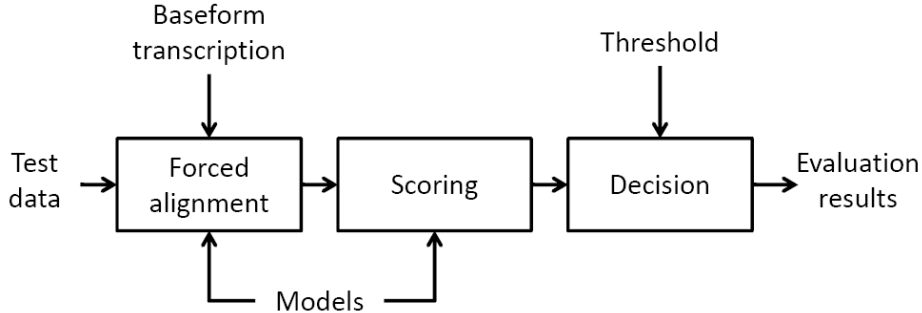 Baseform
transcription
Threshold
Test
data
Forced
alignment
Scoring
Decision
Evaluation
results
Models